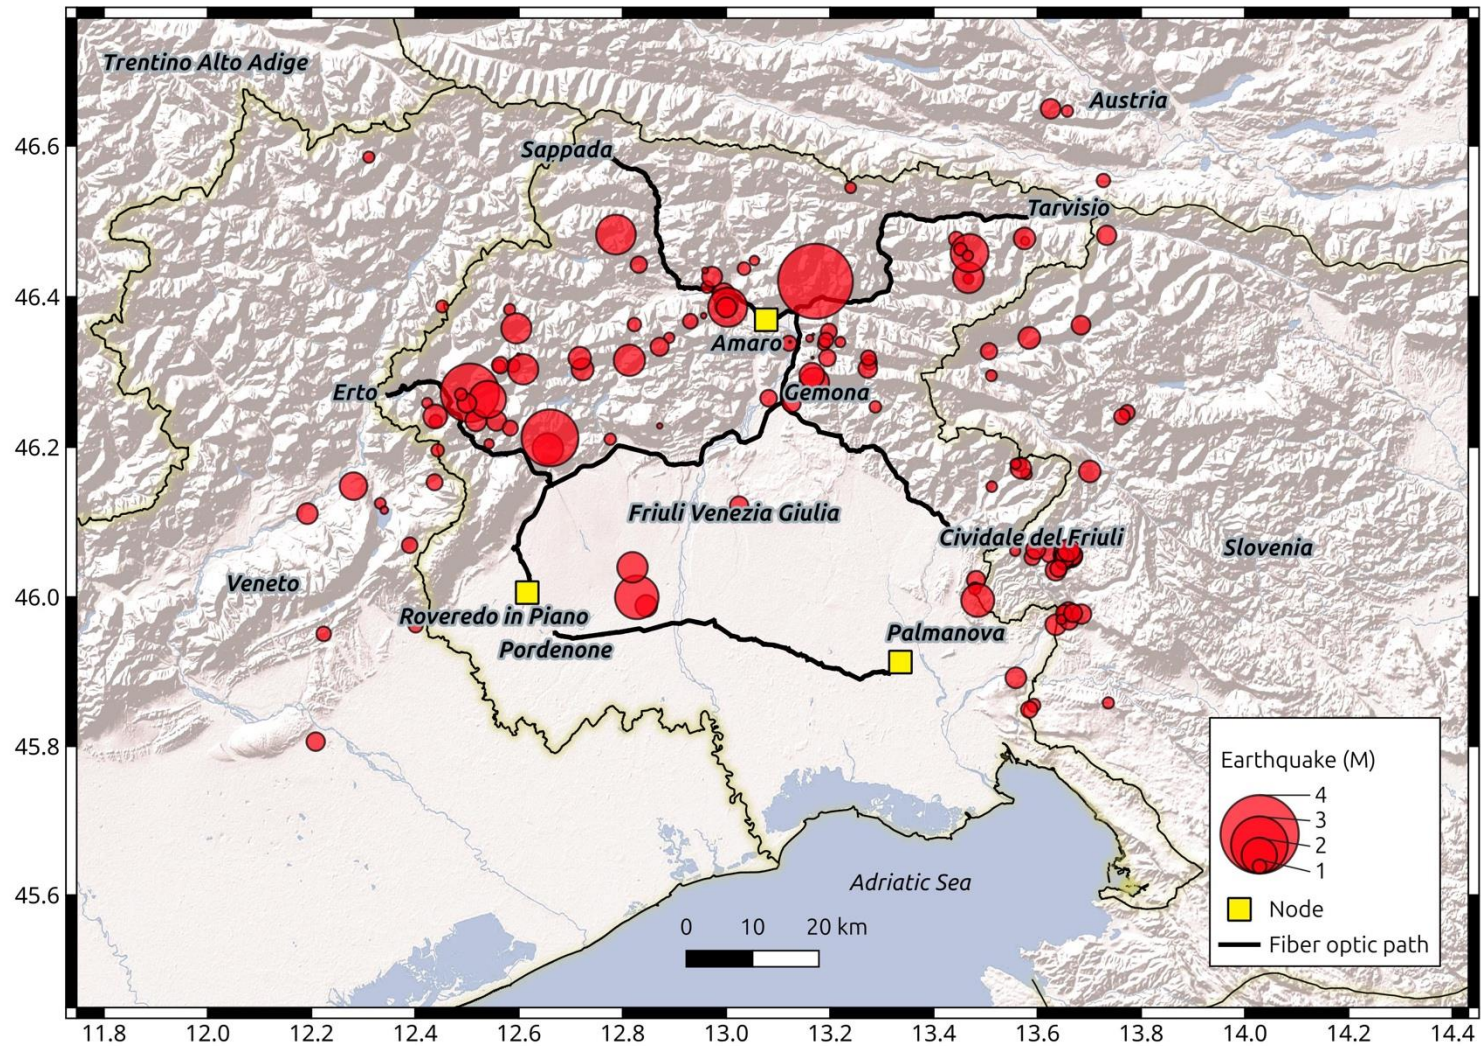 Trentino Alto Adige
Austria
46.6
Sappada
Tarvisio
46.4
Amaro
Erto
Gemona
46.2
Friuli Venezia Giulia
Cividale del Friuli
Slovenia
Veneto
46.0
Roveredo in Piano
Palmanova
Pordenone
45.8
Earthquake (M)
4
3
2
1
Adriatic Sea
45.6
Node
0 10 20 km
Fiber optic path
11.8 12.0 12.2 12.4 12.6 12.8 13.0 13.2 13.4 13.6 13.8 14.0 14.2 14.4